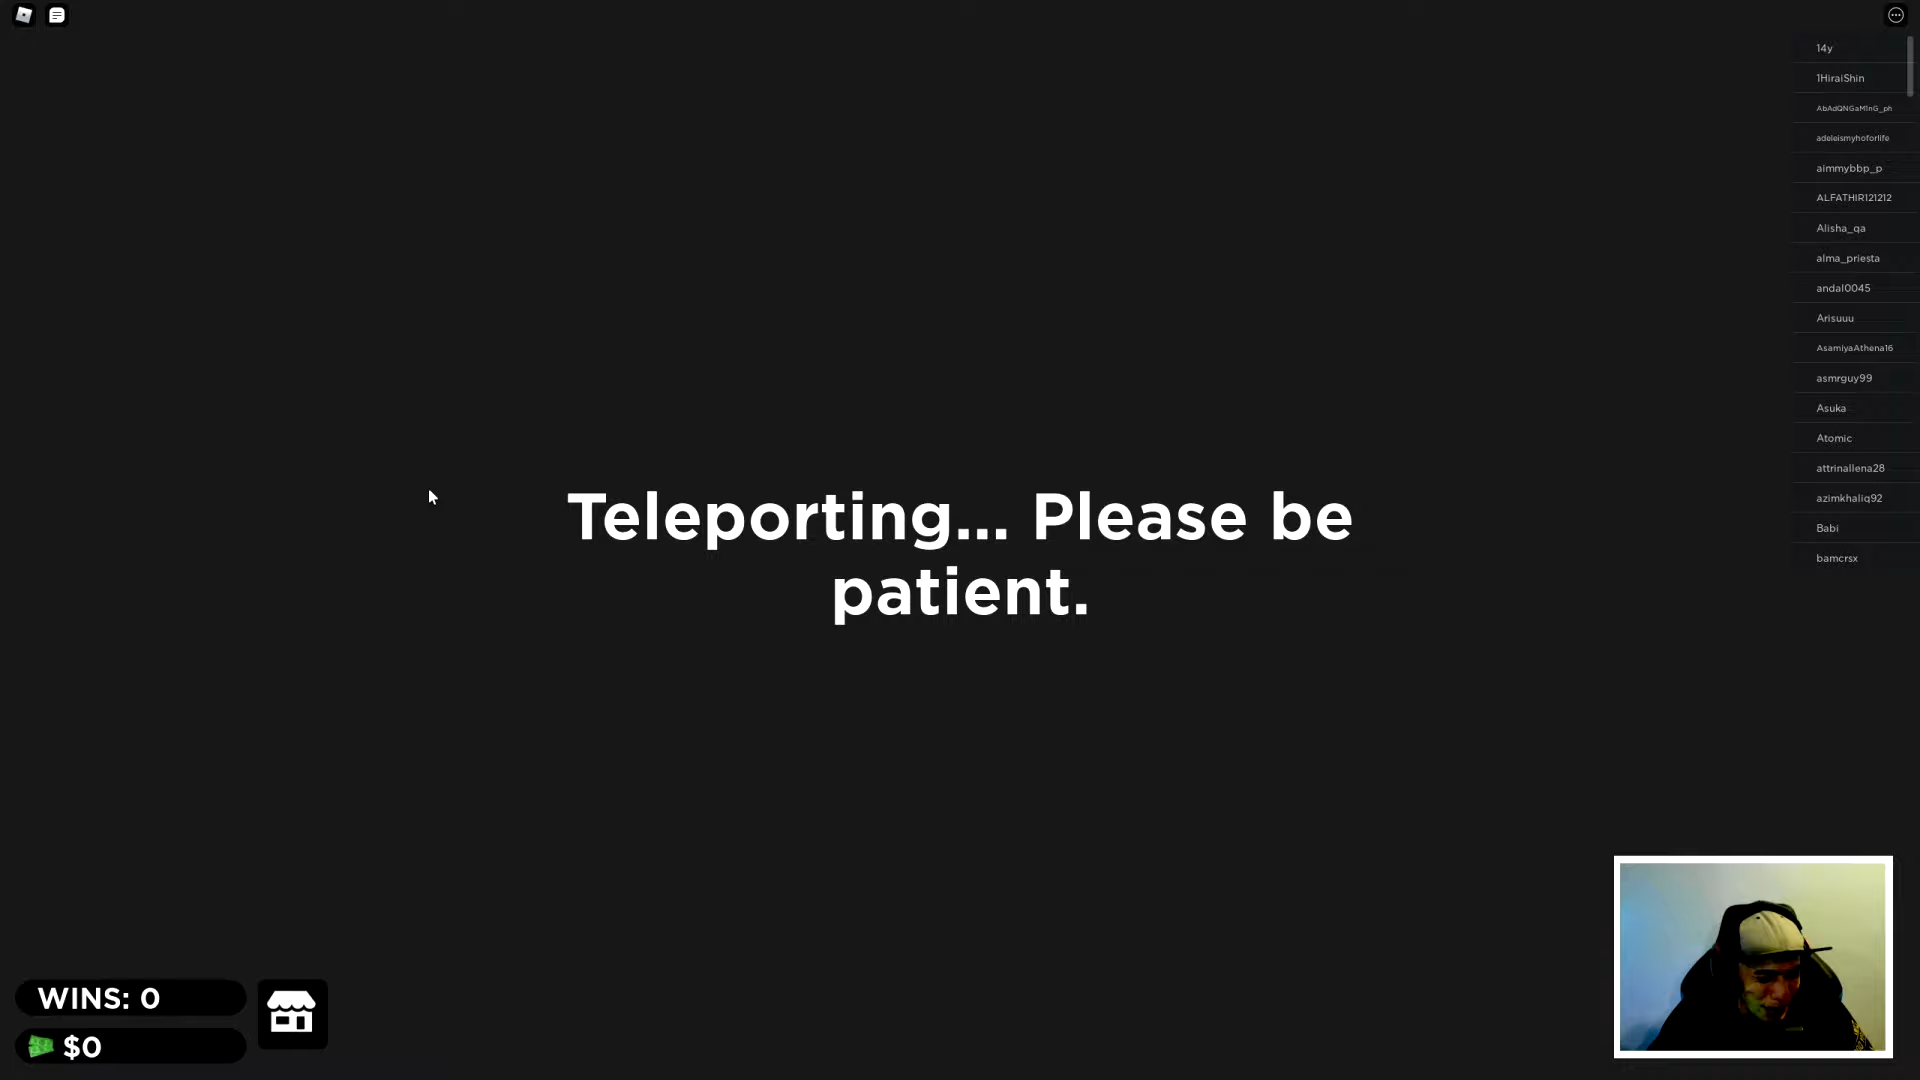 14y
1HiraiShin
AbAdQNGaM1nG_ph
adeleismyhoforlife
aimmybbp_p
ALFATHIR121212
Alisha_qa
alma_priesta
andal0045
Arisuuu
AsamiyaAthena16
asmrguy99
Asuka
Atomic
attrinallena28
azimkhaliq92
Babi
bamcrsx
Teleporting... Please be
patient.
WINS: 0
$0